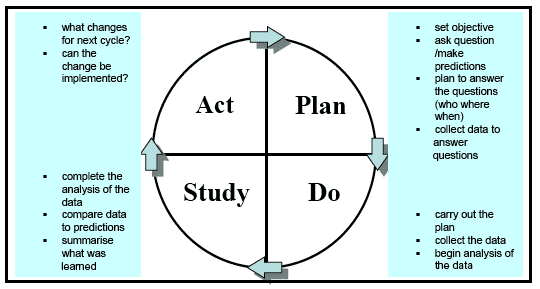 what changes
for next cycle?
can the
change be
implemented?
Act
Plan
set objective
ask question
/make
predictions
plan to answer
the questions
(who where
when)
collect data to
answer
questions
complete the
analysis of the
data
compare data
to predictions
summarise
what was
learned
Study
Do
carry out the
plan
collect the data
begin analysis of
the data